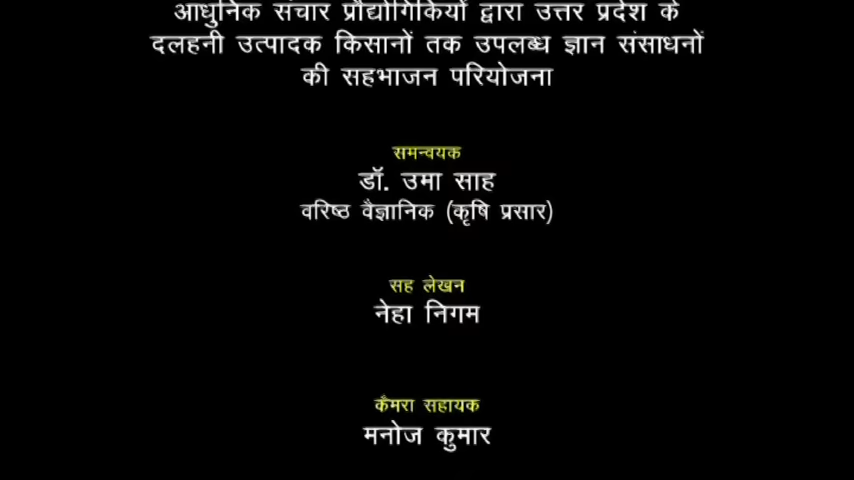 आधुनिक संचार प्रौद्योगिकियों द्वारा उत्तर प्रदेश के
दलहनी उत्पादक किसानों तक उपलब्ध ज्ञान संसाधनों
की सहभाजन परियोजना
समन्वयक
डॉ. उमा साह
वरिष्ठ वैज्ञानिक (कृषि प्रसार)
सह लेखन
नेहा निगम
कैमरा सहायक
मनोज कुमार